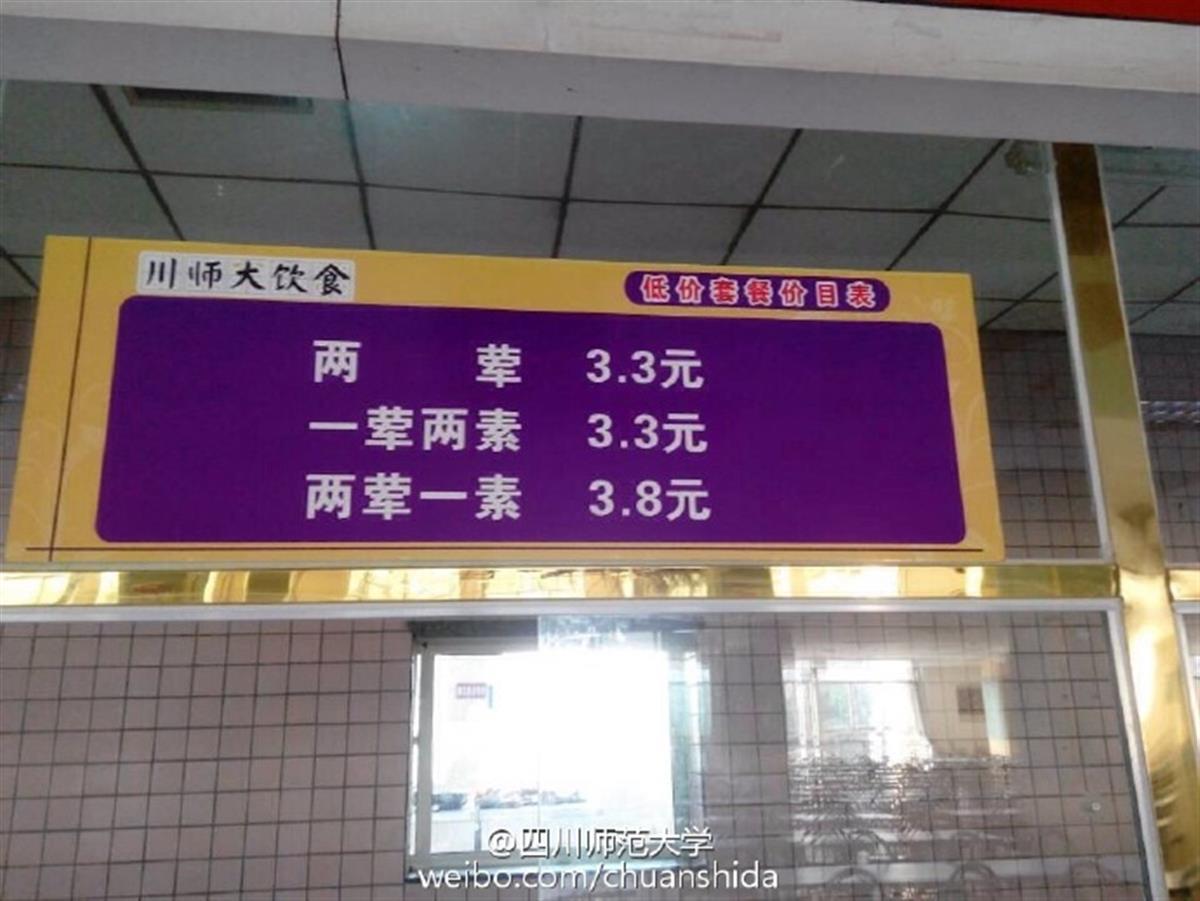 川师大饮食
低价套餐价目表
两 荤 3.3元
一荤两素 3.3元
两荤一素 3.8元
@四川师范大学
weibo.com/chuanshida